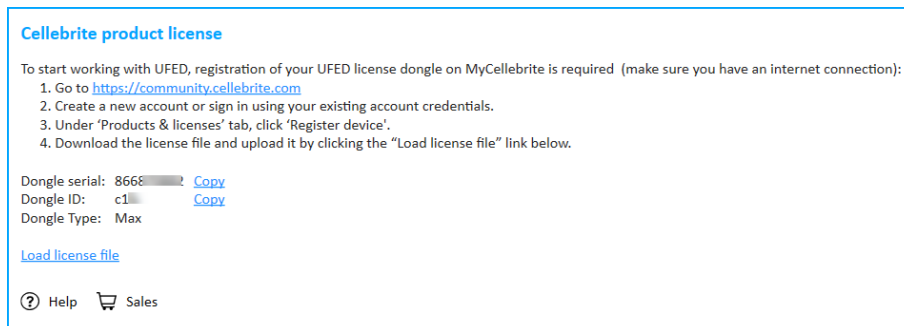 Cellebrite product license
To start working with UFED, registration of your UFED license dongle on MyCellebrite is required (make sure you have an internet connection):
1. Go to https://community.cellebrite.com
2. Create a new account or sign in using your existing account credentials.
3. Under ‘Products & licenses’ tab, click ‘Register device'.
4. Download the license file and upload it by clicking the “Load license file” link below.
Dongle serial: Copy
Dongle ID: Copy
Dongle Type: Max
Load license file
? Help Sales